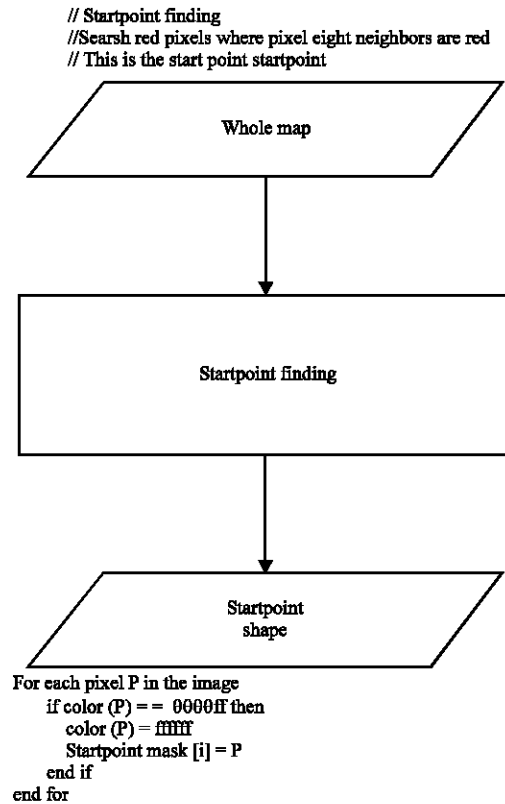 // Startpoint finding
//Searsh red pixels where pixel eight neighbors are red
// This is the start point startpoint
Whole map
Startpoint finding
Startpoint
shape
For each pixel P in the image
if color (P) = = 0000ff then
color (P) = ffffff
Startpoint mask [i] = P
end if
end for